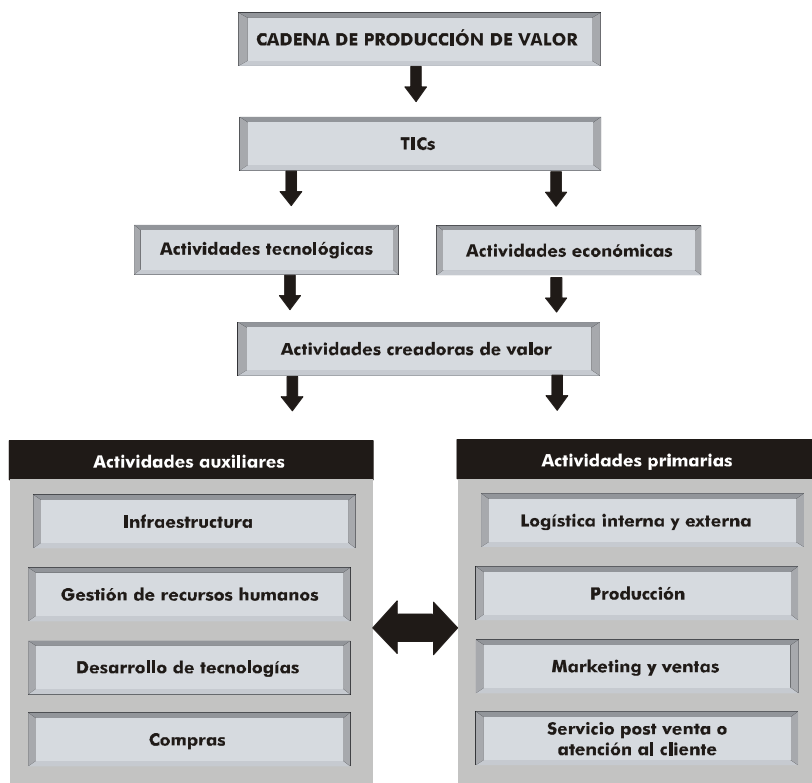 CADENA DE PRODUCCIÓN DE VALOR
TICs
Actividades tecnológicas
Actividades económicas
Actividades creadoras de valor
Actividades auxiliares
Infraestructura
Gestión de recursos humanos
Desarrollo de tecnologías
Compras
Actividades primarias
Logística interna y externa
Producción
Marketing y ventas
Servicio post venta o
atención al cliente